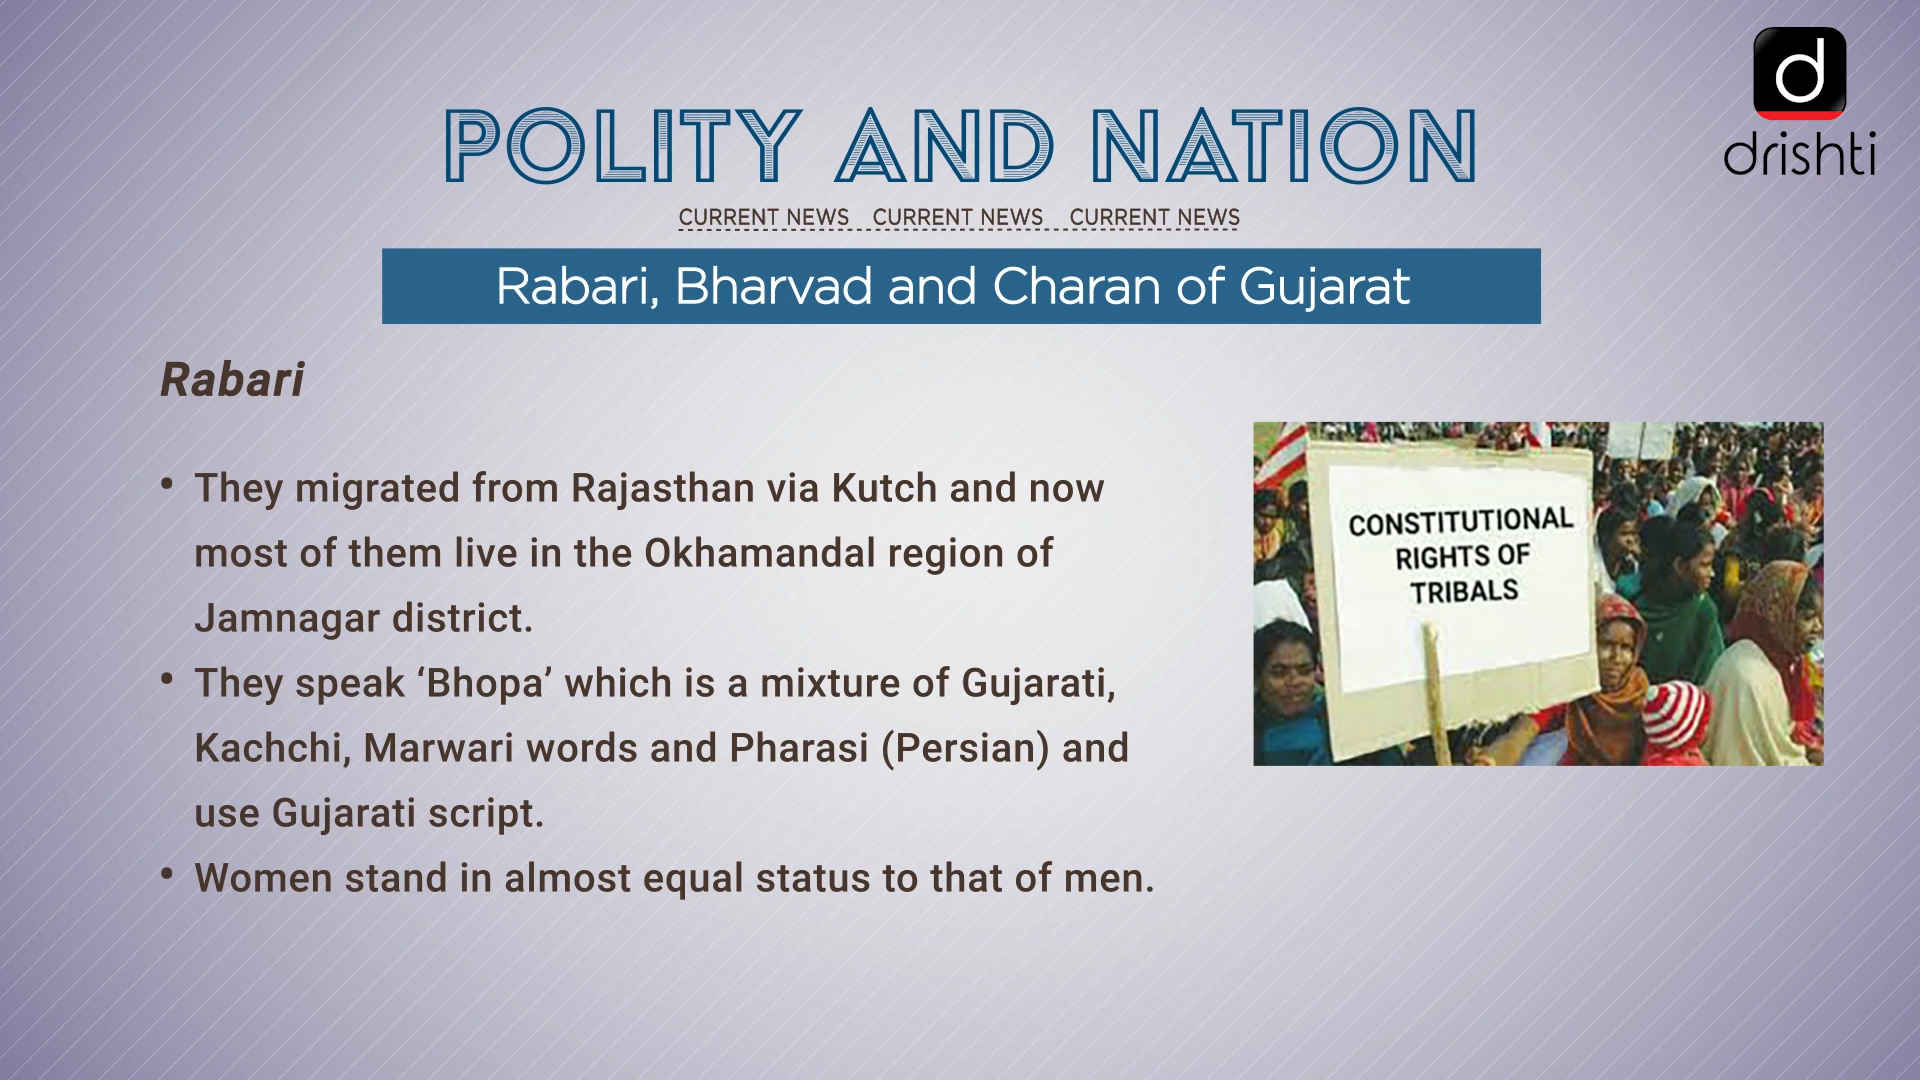 d
drishti
POLITY AND NATION
CURRENT NEWS CURRENT NEWS CURRENT NEWS
Rabari, Bharvad and Charan of Gujarat
Rabari
• They migrated from Rajasthan via Kutch and now
most of them live in the Okhamandal region of
Jamnagar district.
• They speak ‘Bhopa’ which is a mixture of Gujarati,
Kachchi, Marwari words and Pharasi (Persian) and
use Gujarati script.
• Women stand in almost equal status to that of men.
CONSTITUTIONAL
RIGHTS OF
TRIBALS